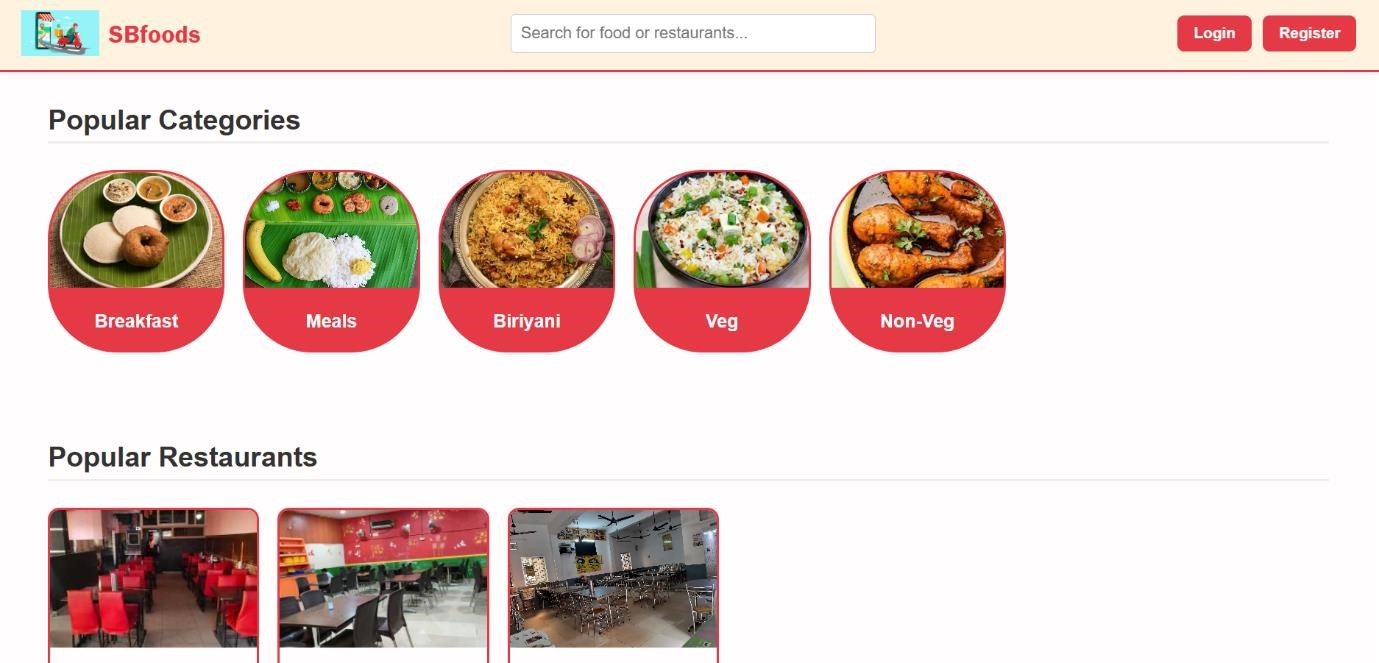 SBfoods
Search for food or restaurants...
Login
Register
Popular Categories
Breakfast
Meals
Biriyani
Veg
Non-Veg
Popular Restaurants